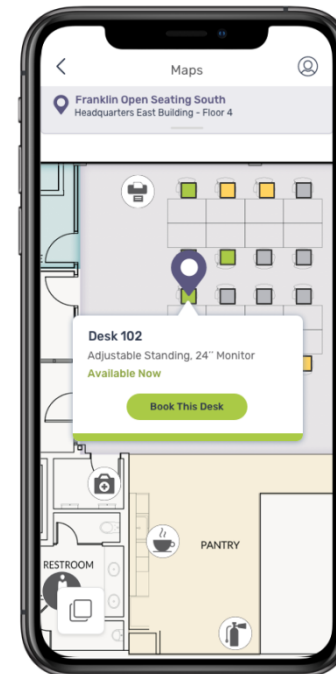 Maps
Franklin Open Seating South
Headquarters East Building - Floor 4
Desk 102
Adjustable Standing, 24´´ Monitor
Available Now
Book This Desk
PANTRY
RESTROOM